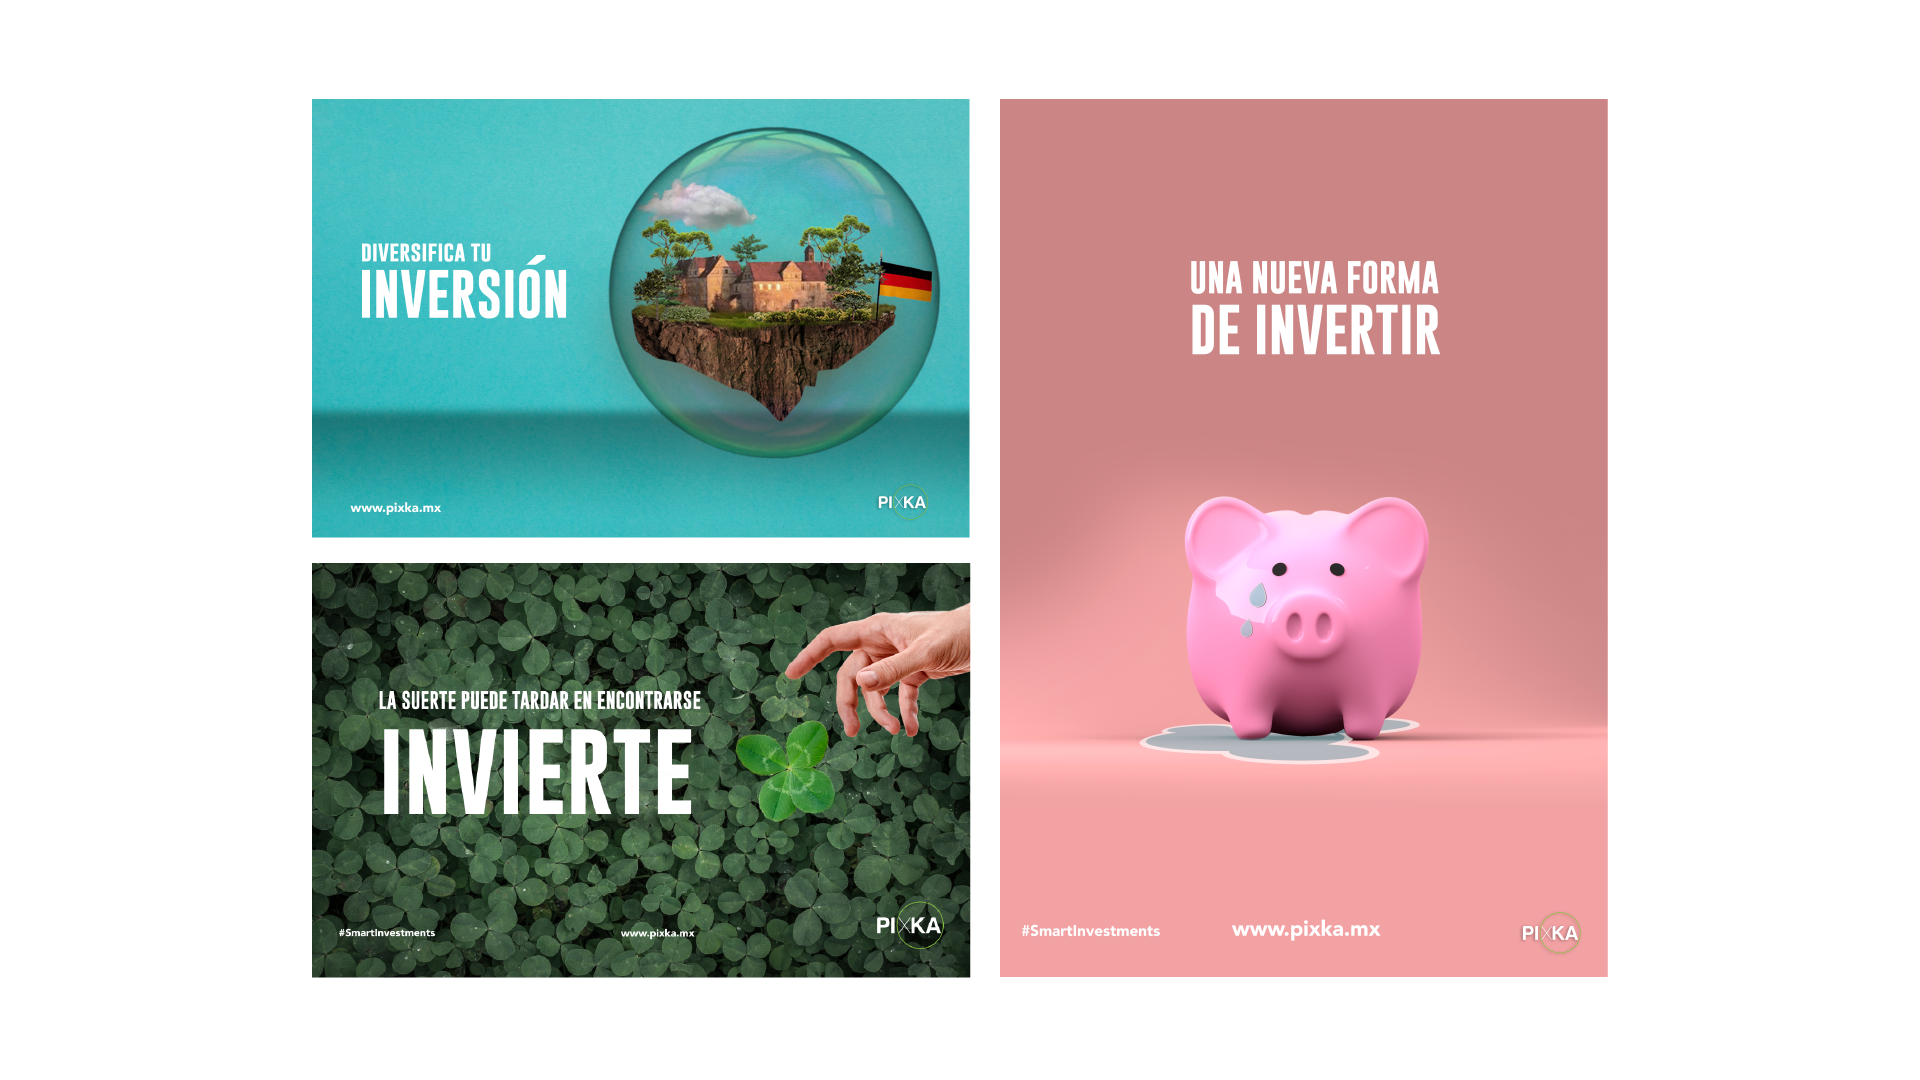 DIVERSIFICA TU
INVERSIÓN
www.pixka.mx
PIXKA
LA SUERTE PUEDE TARDAR EN ENCONTRARSE
INVIERTE
#SmartInvestments
www.pixka.mx
PIXKA
UNA NUEVA FORMA
DE INVERTIR
#SmartInvestments
www.pixka.mx
PIXKA